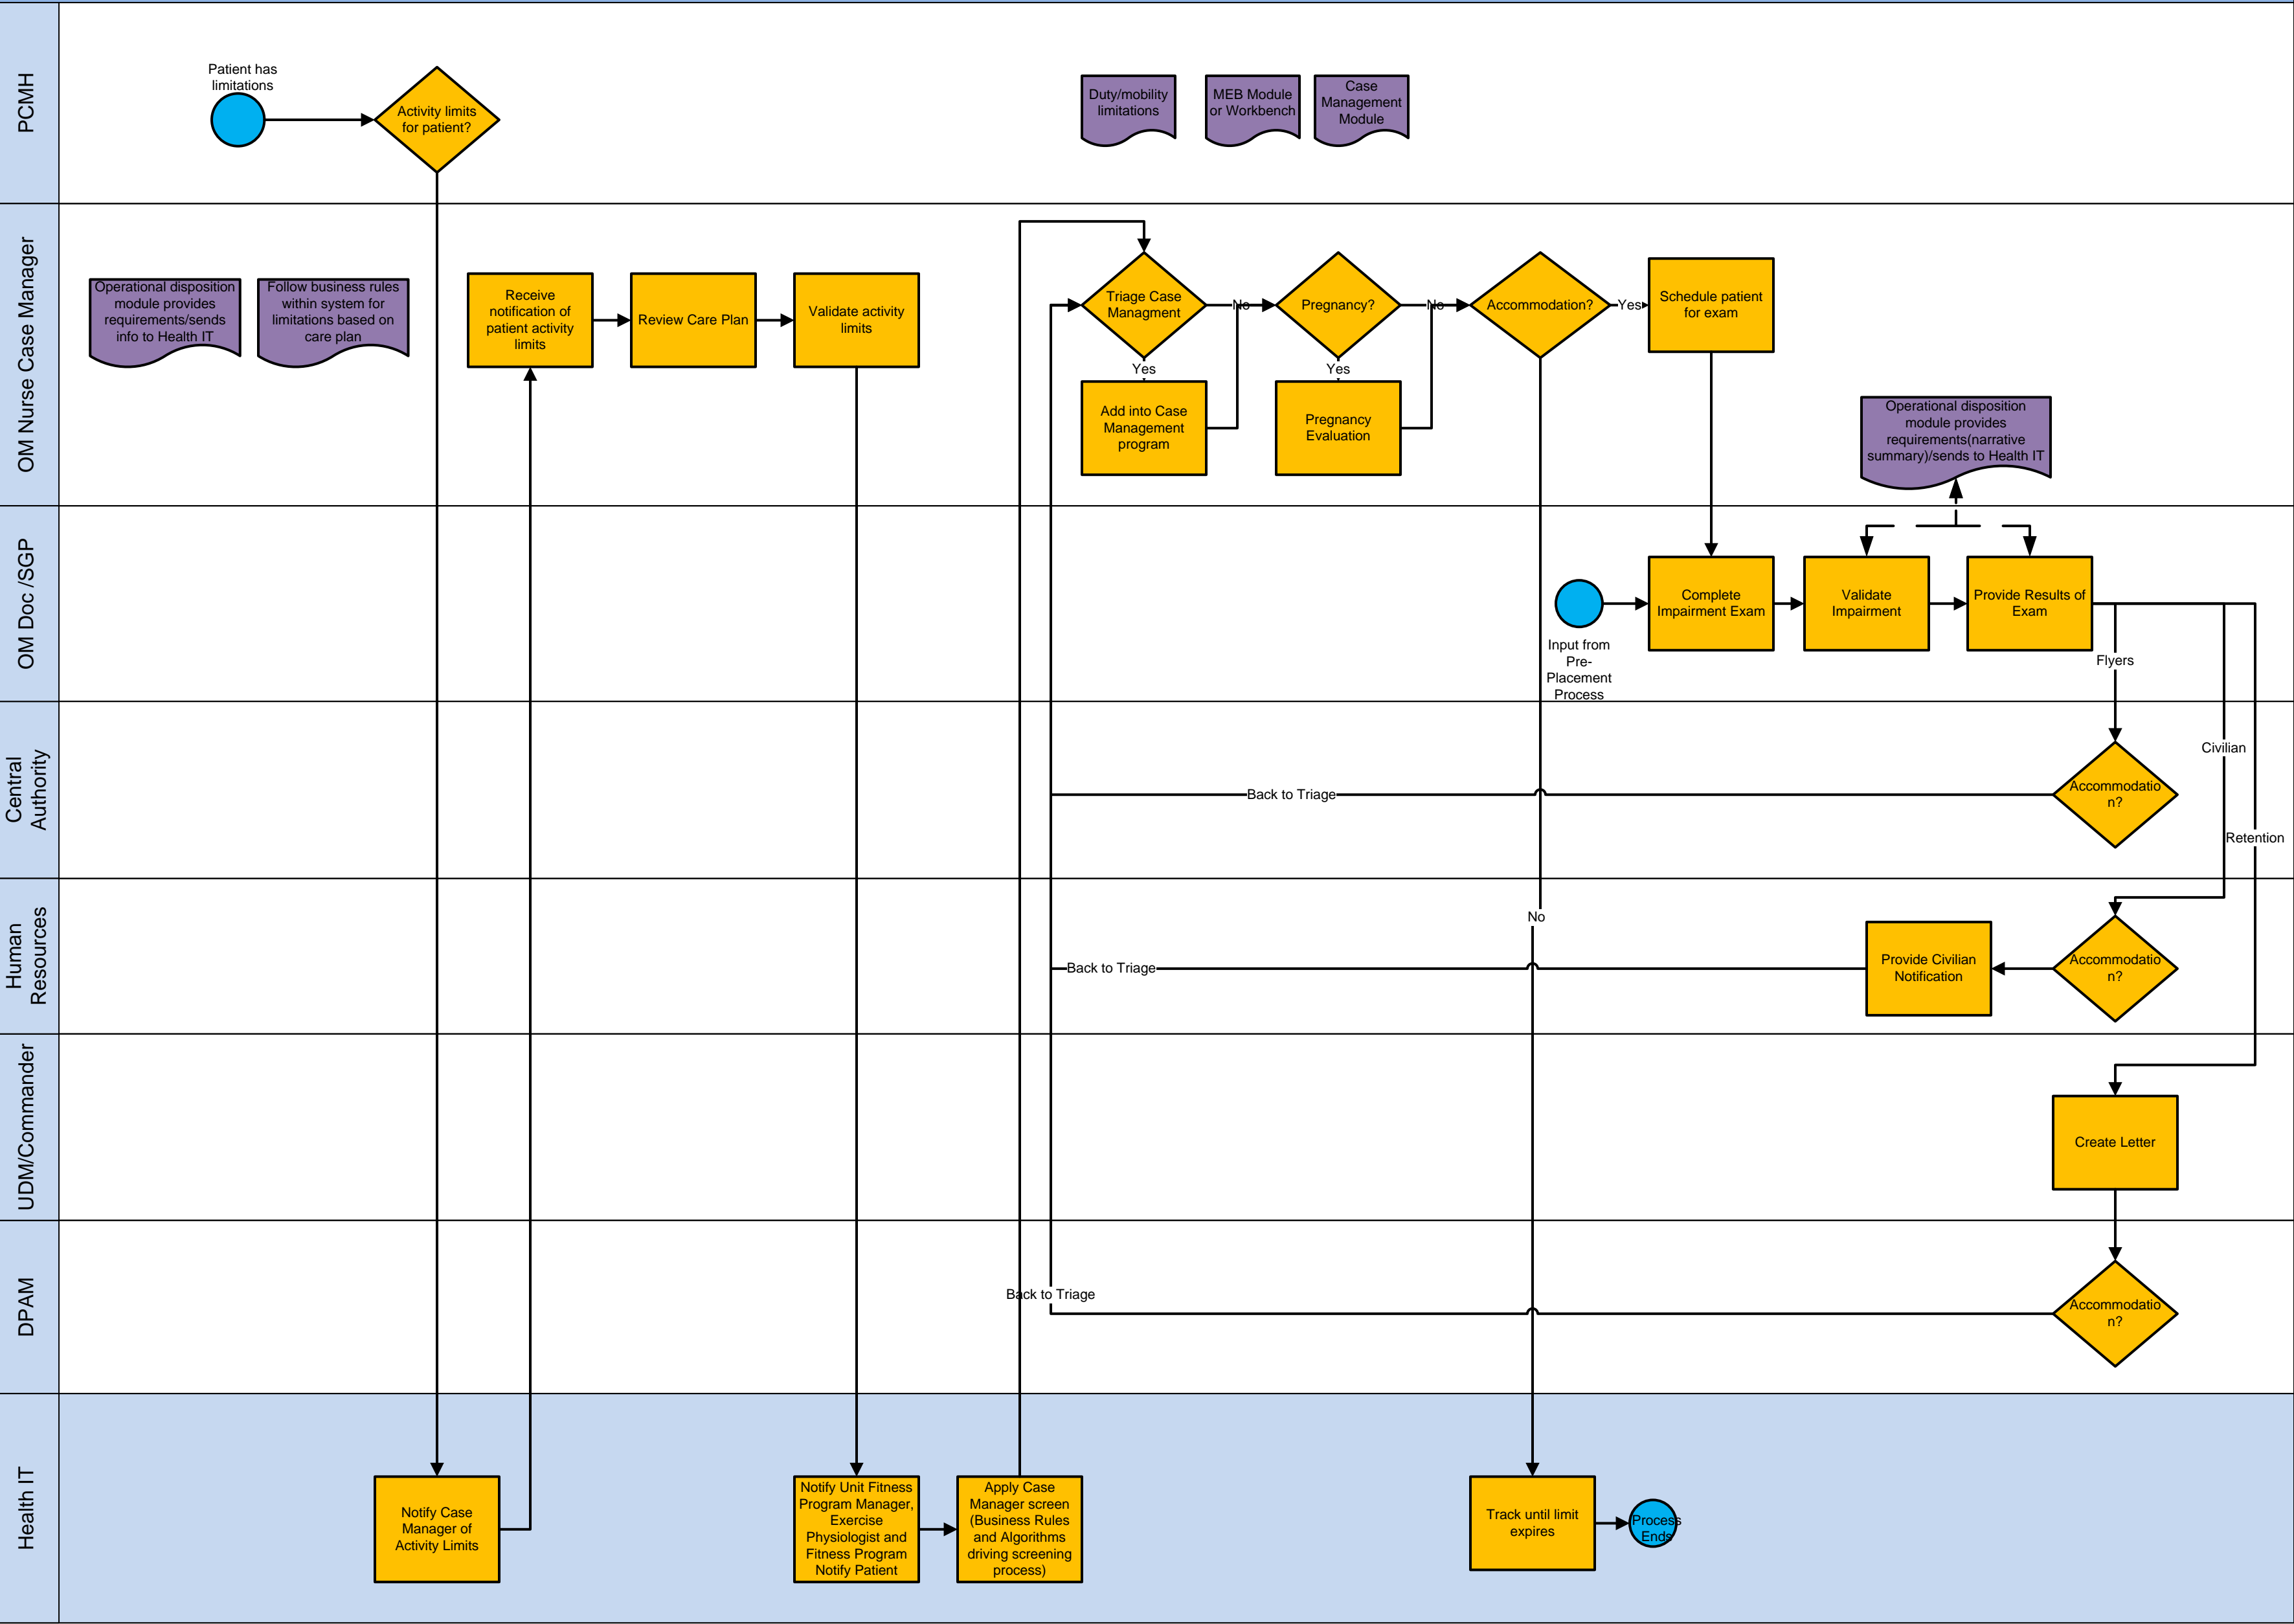 PCMH
Patient has
limitations
Activity limits
for patient?
Duty/mobility
limitations
MEB Module
or Workbench
Case
Management
Module
OM Nurse Case Manager
Operational disposition
module provides
requirements/sends
info to Health IT
Follow business rules
within system for
limitations based on
care plan
Receive
notification of
patient activity
limits
Review Care Plan
Validate activity
limits
Triage Case
Managment
No
Yes
Add into Case
Management
program
Pregnancy?
No
Yes
Pregnancy
Evaluation
Accommodation?
Yes
Schedule patient
for exam
Operational disposition
module provides
requirements(narrative
summary)/sends to Health IT
OM Doc /SGP
Input from
Pre-
Placement
Process
Complete
Impairment Exam
Validate
Impairment
Provide Results of
Exam
Flyers
Civilian
Retention
Central
Authority
Back to Triage
Accommodatio
n?
Human
Resources
No
Back to Triage
Provide Civilian
Notification
Accommodatio
n?
UDM/Commander
Create Letter
DPAM
Back to Triage
Accommodatio
n?
Health IT
Notify Case
Manager of
Activity Limits
Notify Unit Fitness
Program Manager,
Exercise
Physiologist and
Fitness Program
Notify Patient
Apply Case
Manager screen
(Business Rules
and Algorithms
driving screening
process)
Track until limit
expires
Process
Ends